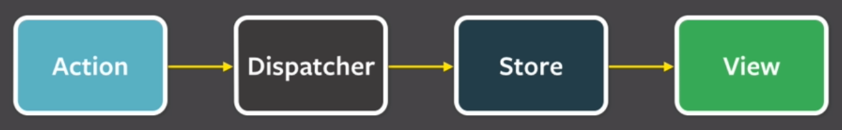 Action
Dispatcher
Store
View